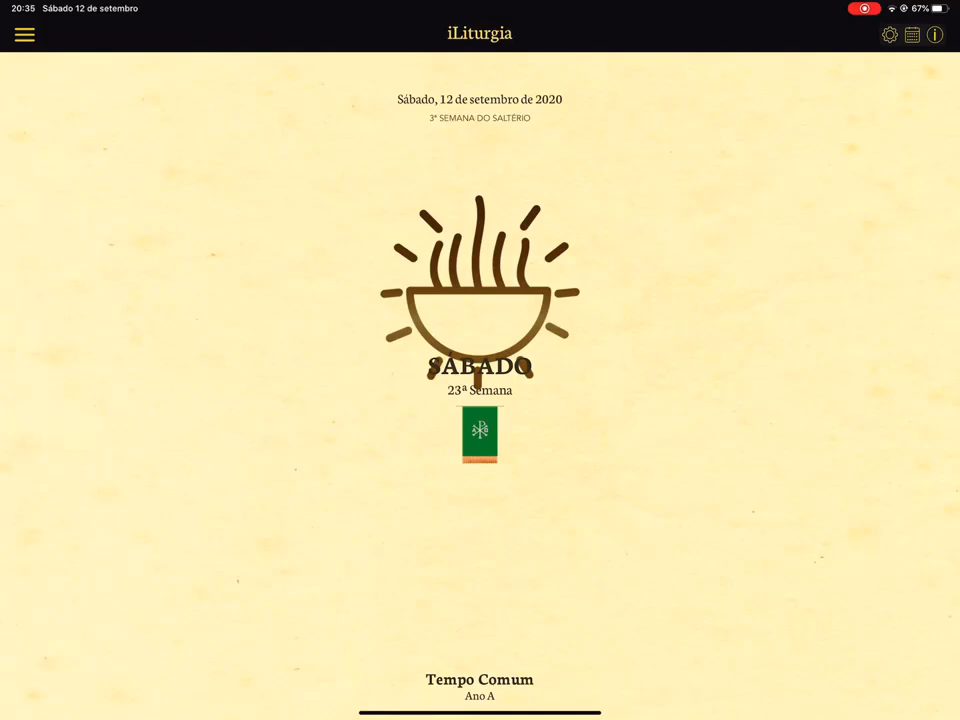 20:35 Sábado 12 de setembro
67%
iLiturgia
Sábado, 12 de setembro de 2020
3ª SEMANA DO SALTÉRIO
SÁBADO
23ª Semana
Tempo Comum
Ano A